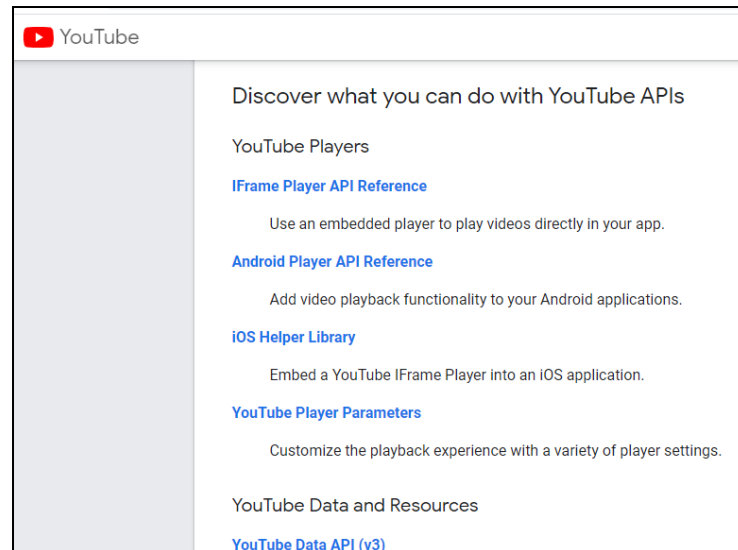 YouTube
Discover what you can do with YouTube APIs
YouTube Players
IFrame Player API Reference
Use an embedded player to play videos directly in your app.
Android Player API Reference
Add video playback functionality to your Android applications.
iOS Helper Library
Embed a YouTube IFrame Player into an iOS application.
YouTube Player Parameters
Customize the playback experience with a variety of player settings.
YouTube Data and Resources
YouTube Data API (v3)